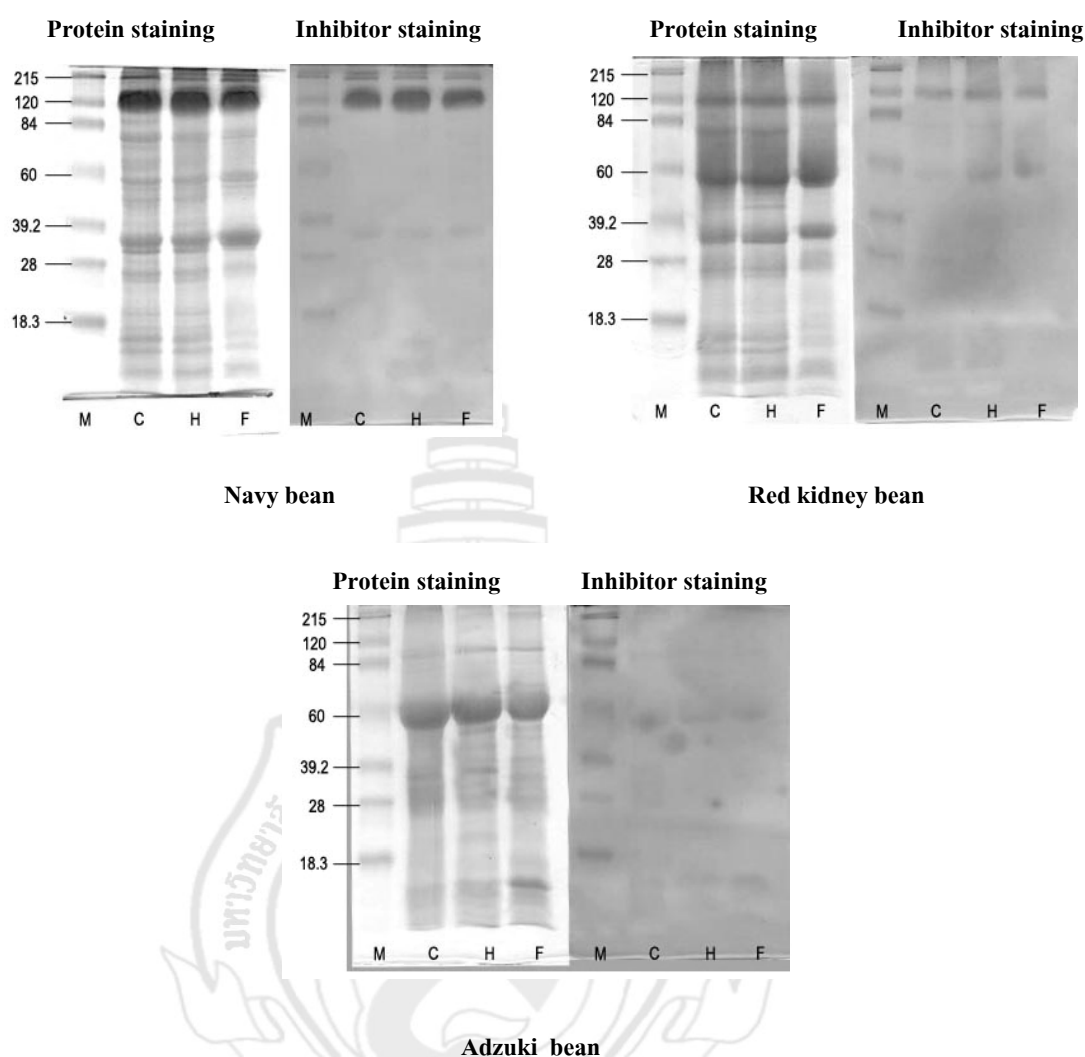 Protein staining Inhibitor staining
215
120
84
60
39.2
28
18.3
M C H F M C H F
Navy bean
Protein staining Inhibitor staining
215
120
84
60
39.2
28
18.3
M C H F M C H F
Red kidney bean
Protein staining Inhibitor staining
215
120
84
60
39.2
28
18.3
M C H F M C H F
Adzuki bean